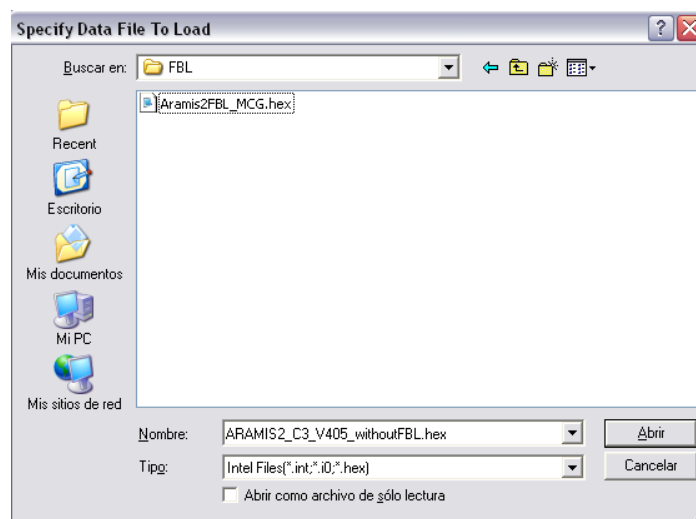 Specify Data File To Load
Buscar en: FBL
Aramis2FBL_MCG.hex
Recent
Escritorio
Mis documentos
Mi PC
Mis sitios de red
Nombre: ARAMIS2_C3_V405_withoutFBL.hex Abrir
Tipo: Intel Files(*.int;*.i0;*.hex) Cancelar
Abrir como archivo de sólo lectura